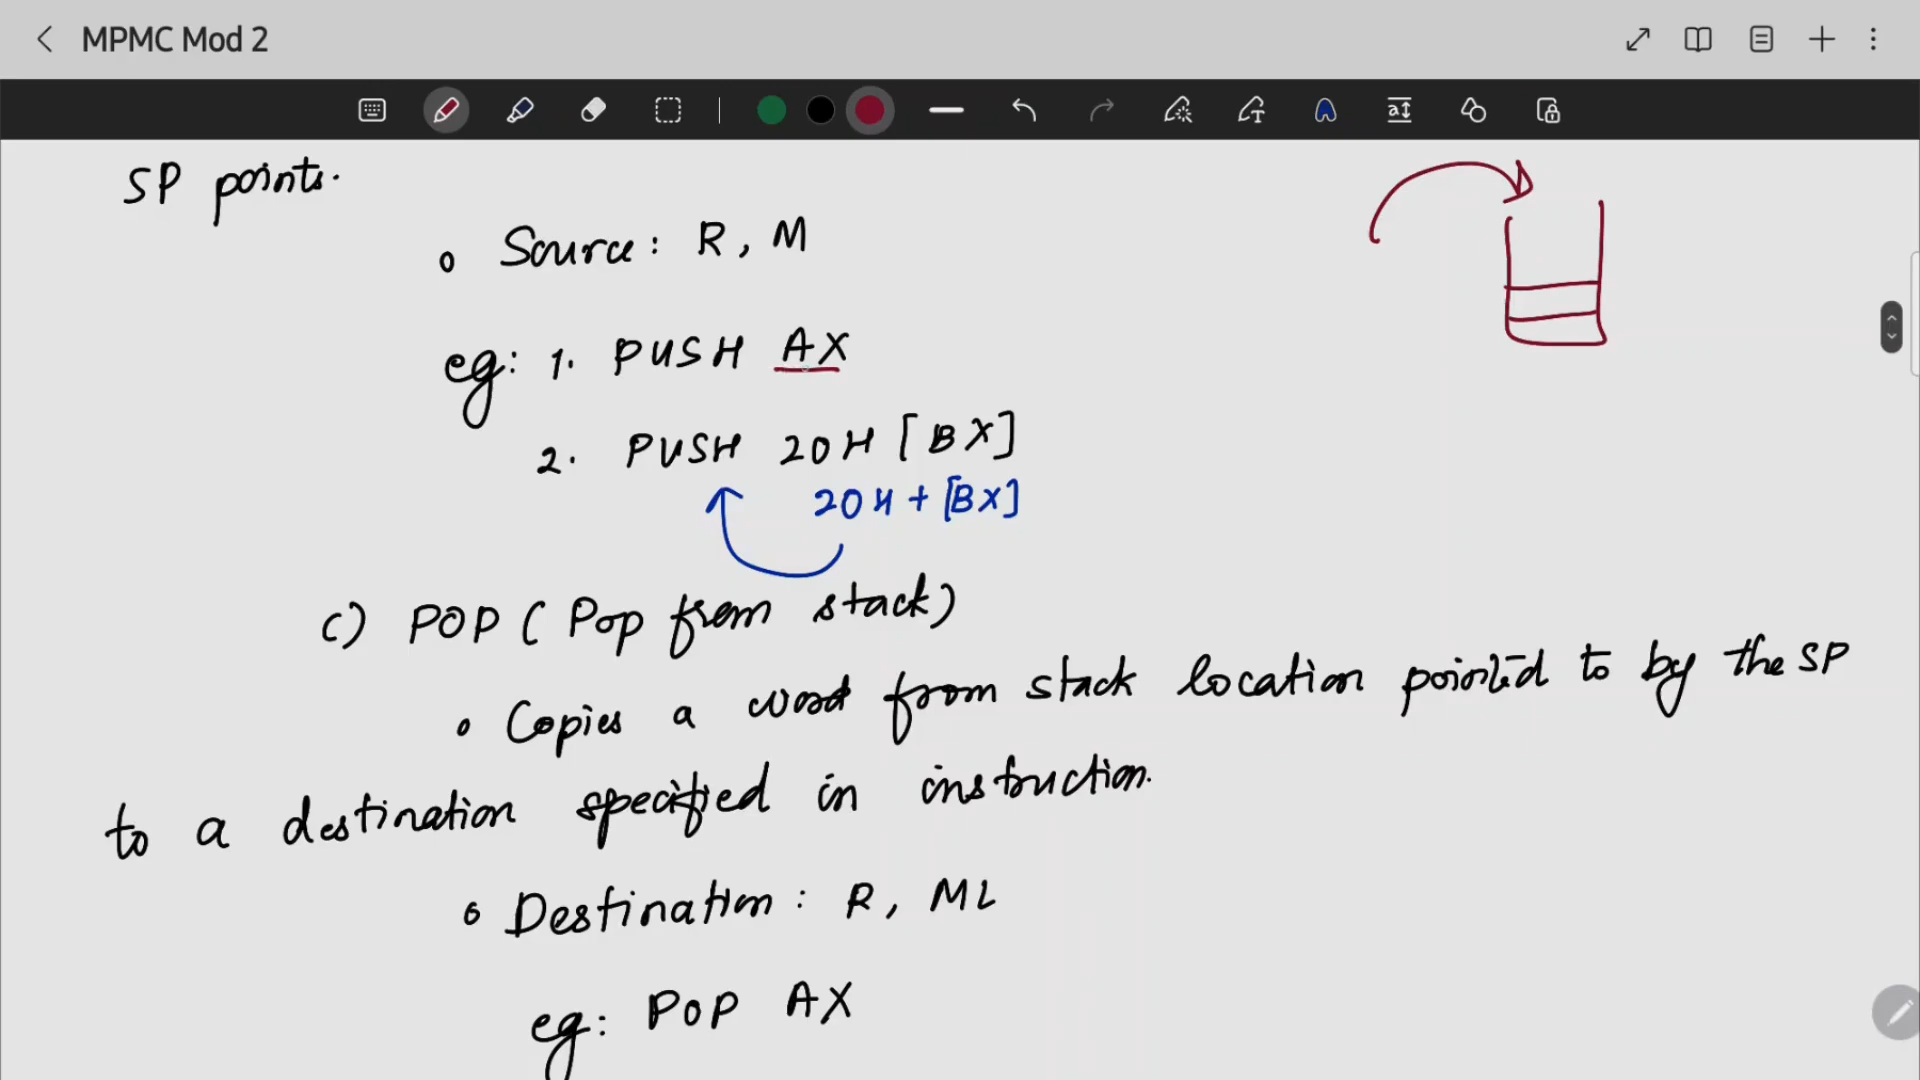 MPMC Mod 2
SP points.
o Source : R, M
eg: 1. PUSH AX
2. PUSH 20H [BX]
20H + [BX]
c) POP ( Pop from stack)
o Copies a word from stack location pointed to by the SP
to a destination specified in instruction.
o Destination : R, ML
eg: POP AX